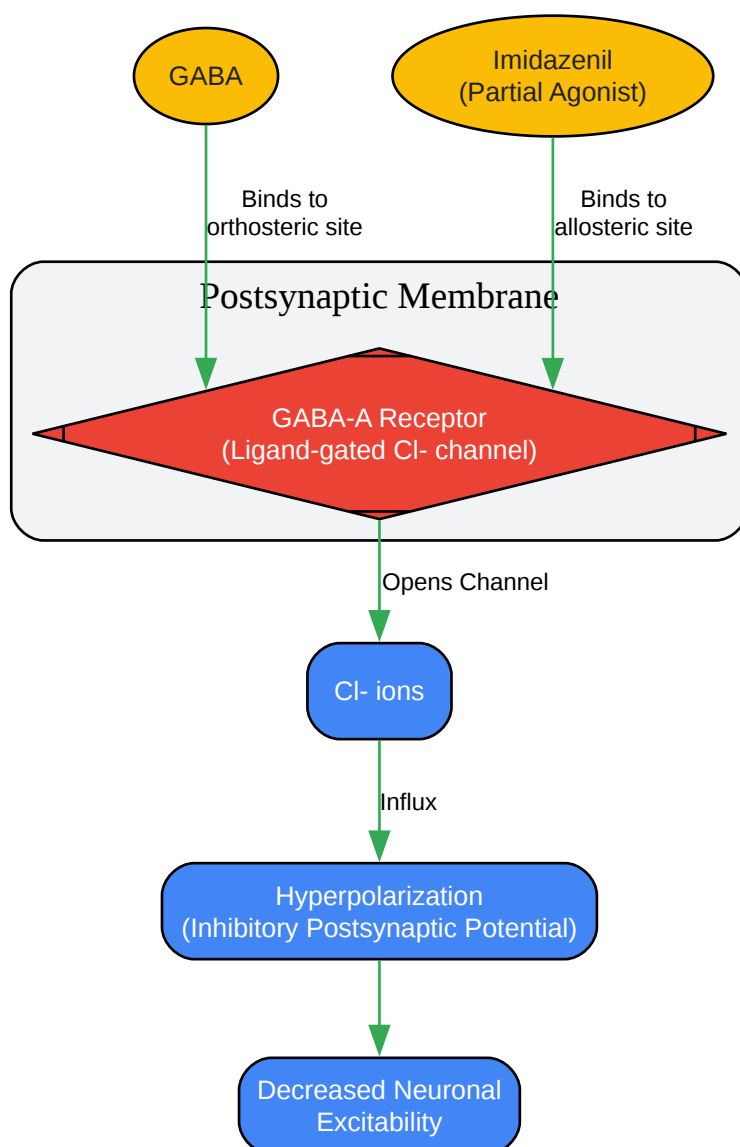 GABA
Imidazenil
(Partial Agonist)
Binds to
orthosteric site
Binds to
allosteric site
Postsynaptic Membrane
GABA-A Receptor
(Ligand-gated Cl- channel)
Opens Channel
Cl- ions
Influx
Hyperpolarization
(Inhibitory Postsynaptic Potential)
Decreased Neuronal
Excitability